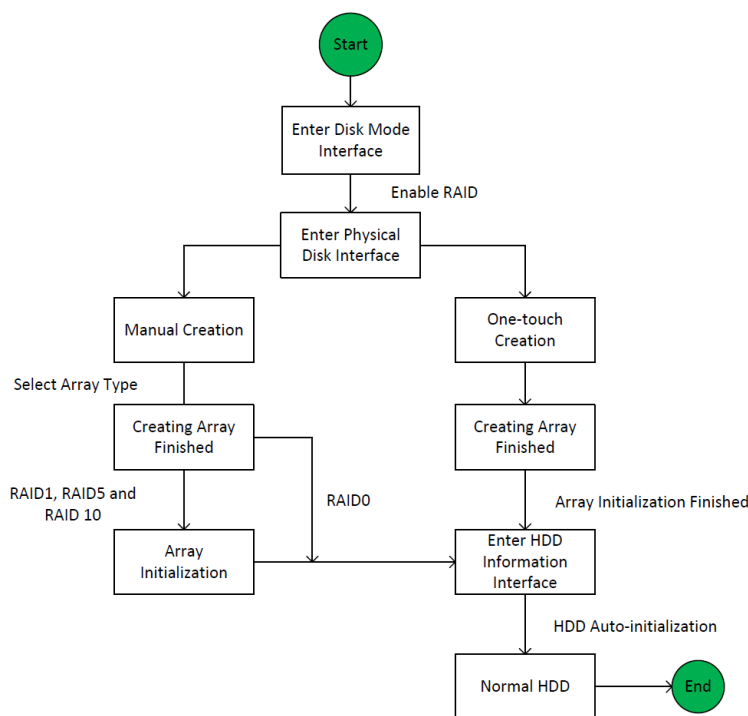 Start
Enter Disk Mode
Interface
Enable RAID
Enter Physical
Disk Interface
Manual Creation
One-touch
Creation
Select Array Type
Creating Array
Finished
Creating Array
Finished
RAID1, RAID5 and
RAID 10
RAID0
Array Initialization Finished
Array
Initialization
Enter HDD
Information
Interface
HDD Auto-initialization
Normal HDD
End